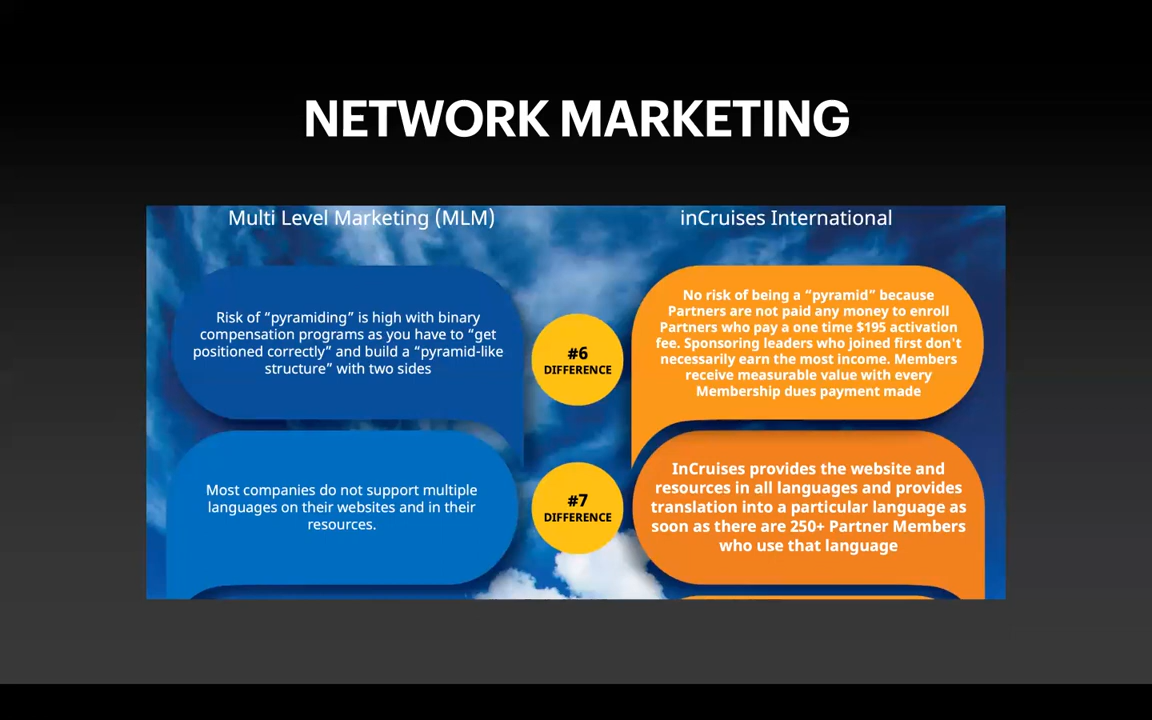 NETWORK MARKETING
Multi Level Marketing (MLM)
inCruises International
Risk of “pyramiding” is high with binary
compensation programs as you have to “get
positioned correctly” and build a “pyramid-like
structure” with two sides
#6
DIFFERENCE
No risk of being a “pyramid” because
Partners are not paid any money to enroll
Partners who pay a one time $195 activation
fee. Sponsoring leaders who joined first don't
necessarily earn the most income. Members
receive measurable value with every
Membership dues payment made
Most companies do not support multiple
languages on their websites and in their
resources.
#7
DIFFERENCE
InCruises provides the website and
resources in all languages and provides
translation into a particular language as
soon as there are 250+ Partner Members
who use that language